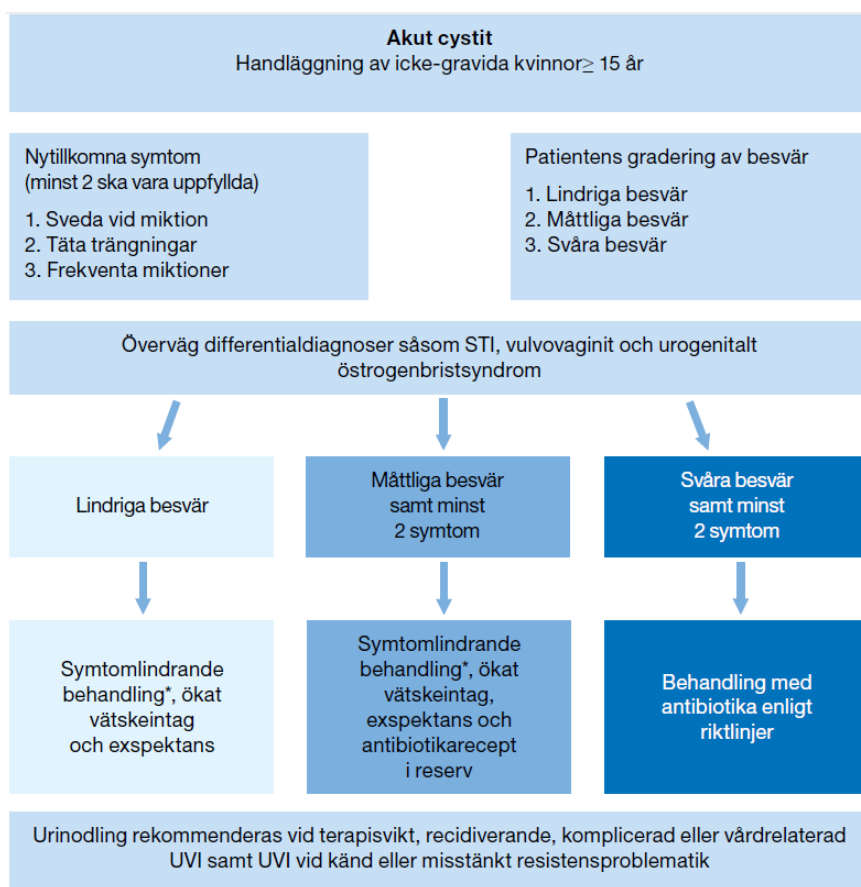 Akut cystit
Handläggning av icke-gravida kvinnor≥ 15 år
Nytillkomna symtom
(minst 2 ska vara uppfyllda)
1. Sveda vid miktion
2. Täta trängningar
3. Frekventa miktioner
Patientens gradering av besvär
1. Lindriga besvär
2. Måttliga besvär
3. Svåra besvär
Överväg differentialdiagnoser såsom STI, vulvovaginit och urogenitalt
östrogenbristsyndrom
Lindriga besvär
Måttliga besvär
samt minst
2 symtom
Svåra besvär
samt minst
2 symtom
Symtomlindrande
behandling*, ökat
vätskeintag
och exspektans
Symtomlindrande
behandling*, ökat
vätskeintag,
exspektans och
antibiotikarecept
i reserv
Behandling med
antibiotika enligt
riktlinjer
Urinodling rekommenderas vid terapisvikt, recidiverande, komplicerad eller vårdrelaterad
UVI samt UVI vid känd eller misstänkt resistensproblematik